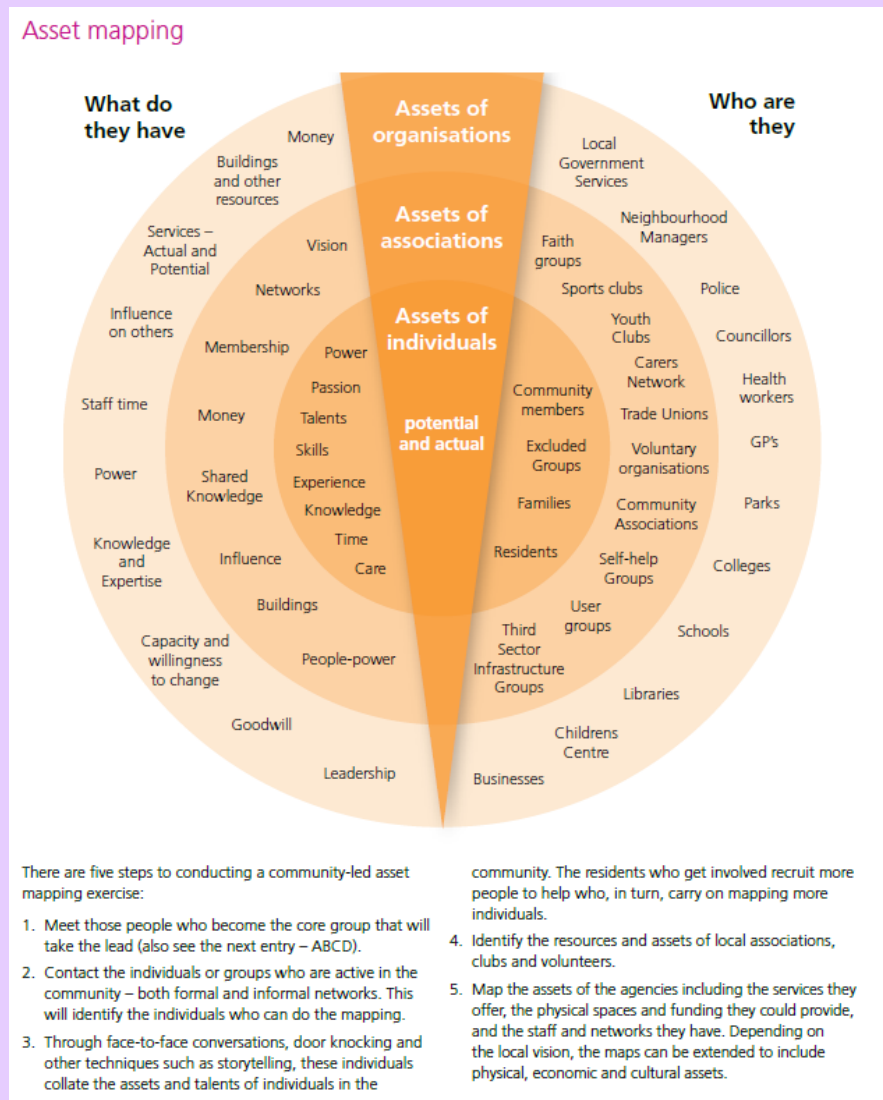 Asset mapping
What do
they have
Who are
they
Assets of
organisations
Assets of
associations
Assets of
individuals
potential
and actual
Money
Buildings
and other
resources
Services –
Actual and
Potential
Influence
on others
Staff time
Power
Knowledge
and
Expertise
Capacity and
willingness
to change
Goodwill
Leadership
Vision
Networks
Membership
Money
Shared
Knowledge
Influence
Buildings
People-power
Power
Passion
Talents
Skills
Experience
Knowledge
Time
Care
Community
members
Excluded
Groups
Families
Residents
Faith
groups
Sports clubs
Youth
Clubs
Carers
Network
Trade Unions
Voluntary
organisations
Community
Associations
Self-help
Groups
User
groups
Third
Sector
Infrastructure
Groups
Local
Government
Services
Neighbourhood
Managers
Police
Councillors
Health
workers
GP's
Parks
Colleges
Schools
Libraries
Childrens
Centre
Businesses
There are five steps to conducting a community-led asset
mapping exercise:
1. Meet those people who become the core group that will
take the lead (also see the next entry – ABCD).
2. Contact the individuals or groups who are active in the
community – both formal and informal networks. This
will identify the individuals who can do the mapping.
3. Through face-to-face conversations, door knocking and
other techniques such as storytelling, these individuals
collate the assets and talents of individuals in the
community. The residents who get involved recruit more
people to help who, in turn, carry on mapping more
individuals.
4. Identify the resources and assets of local associations,
clubs and volunteers.
5. Map the assets of the agencies including the services they
offer, the physical spaces and funding they could provide,
and the staff and networks they have. Depending on
the local vision, the maps can be extended to include
physical, economic and cultural assets.